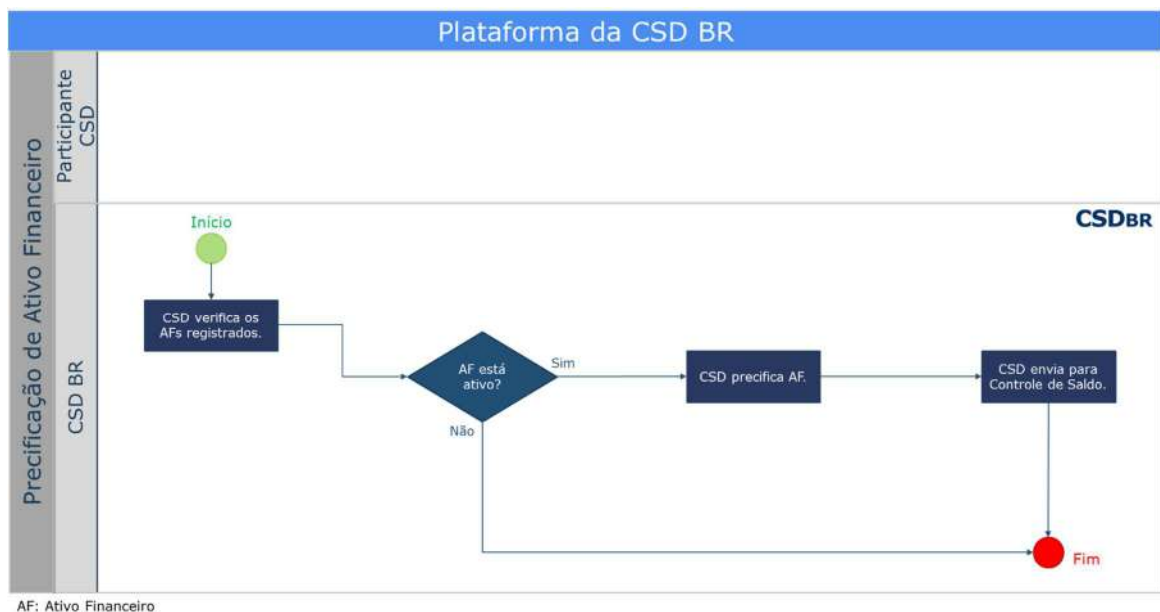 Plataforma da CSD BR
Precificação de Ativo Financeiro
Participante
CSD
CSD BR
CSDBR
Início
CSD verifica os
AFs registrados.
AF está
ativo?
Sim
Não
CSD precifica AF.
CSD envia para
Controle de Saldo.
Fim
AF: Ativo Financeiro